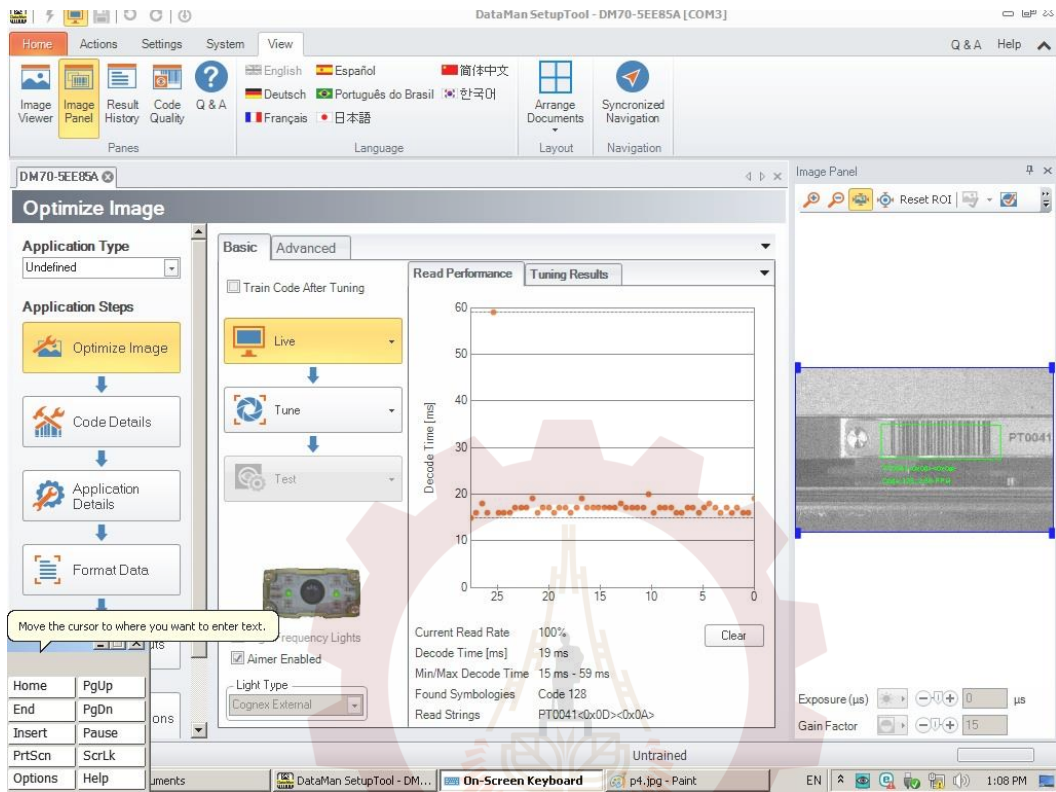 DataMan SetupTool - DM70-5EE85A [COM3]
Home Actions Settings System View Q & A Help
English Español 简体中文
Image Viewer Image Panel Result History Code Quality Q & A
Deutsch Português do Brasil 한국어
Arrange Documents Syncronized Navigation
Français 日本語
Panes Language Layout Navigation
DM70-5EE85A
Image Panel
Optimize Image
Reset ROI
Application Type
Undefined
Application Steps
Optimize Image
Code Details
Application Details
Format Data
Basic Advanced
Train Code After Tuning
Live
Tune
Test
Read Performance Tuning Results
60
50
40
30
20
10
0
Decode Time [ms]
25 20 15 10 5 0
Move the cursor to where you want to enter text.
requency Lights
Aimer Enabled
Light Type
Cognex External
Current Read Rate 100%
Clear
Decode Time [ms] 19 ms
Min/Max Decode Time 15 ms - 59 ms
Found Symbologies Code 128
Read Strings PT0041<0x0D><0x0A>
PT0041
Exposure (µs) 0 µs
Gain Factor 15
Home PgUp
End PgDn
Insert Pause
PrtScn ScrLk
Options Help
uts
ons
Untrained
uments
DataMan SetupTool - DM... On-Screen Keyboard p4.jpg - Paint EN 1:08 PM